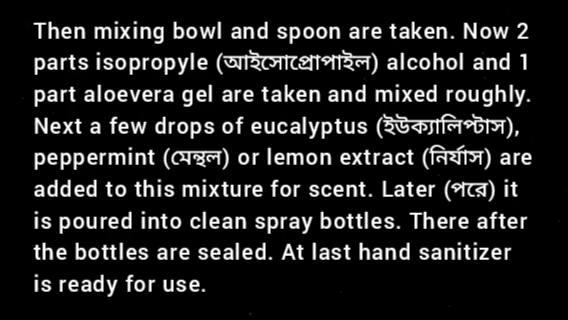 Then mixing bowl and spoon are taken. Now 2
parts isopropyle (আইসোপ্রোপাইল) alcohol and 1
part aloevera gel are taken and mixed roughly.
Next a few drops of eucalyptus (ইউক্যালিপ্টাস),
peppermint (মেন্থল) or lemon extract (নির্যাস) are
added to this mixture for scent. Later (পরে) it
is poured into clean spray bottles. There after
the bottles are sealed. At last hand sanitizer
is ready for use.